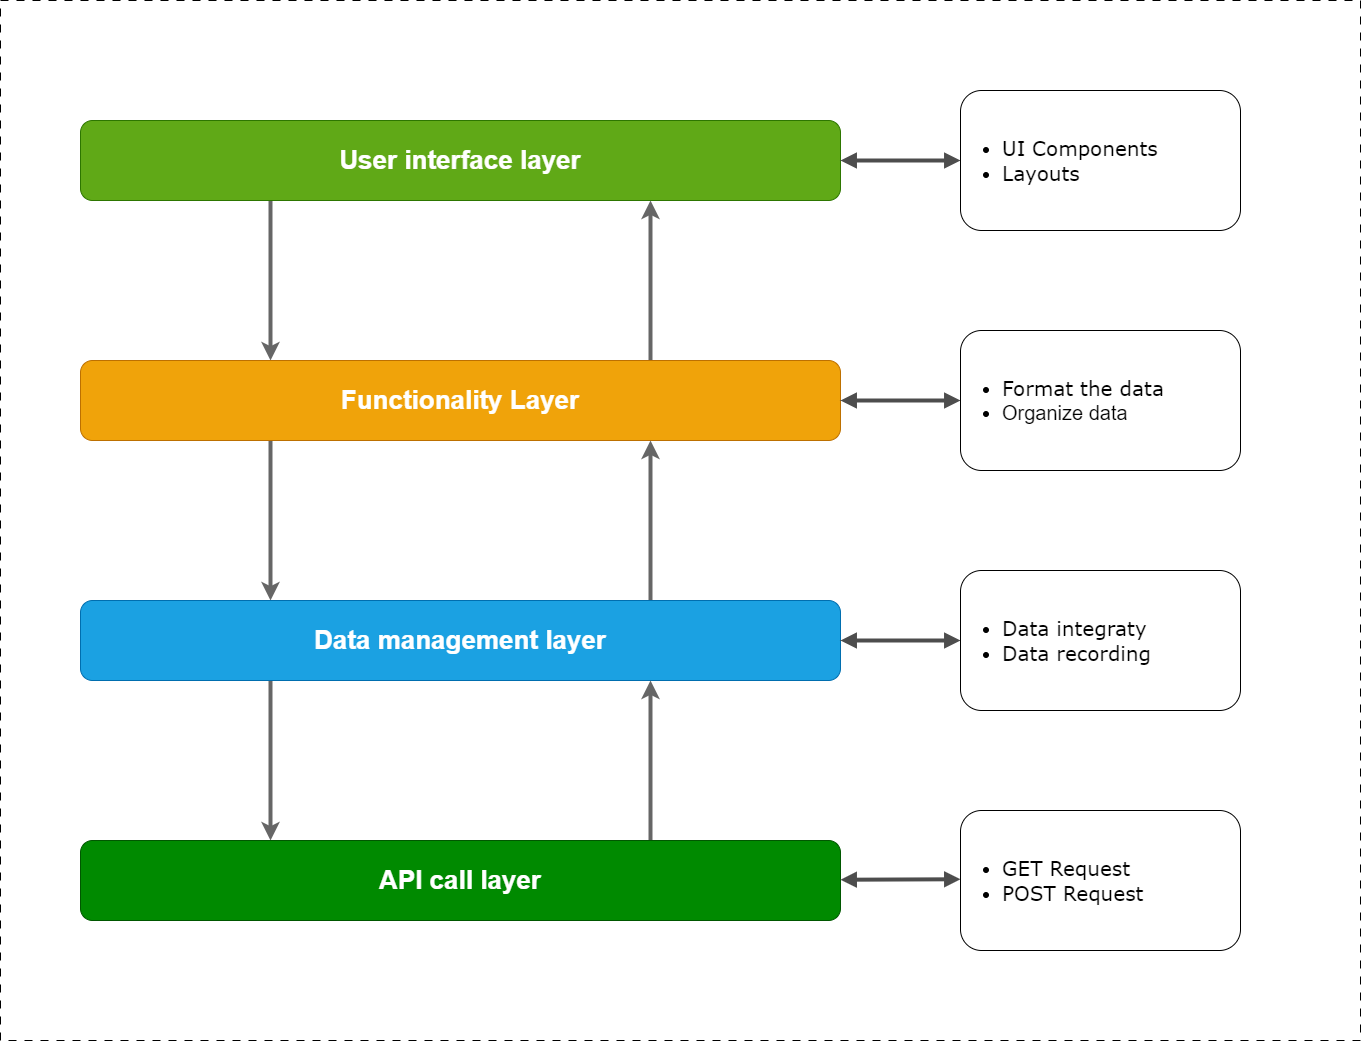 User interface layer
• UI Components
• Layouts
Functionality Layer
• Format the data
• Organize data
Data management layer
• Data integraty
• Data recording
API call layer
• GET Request
• POST Request